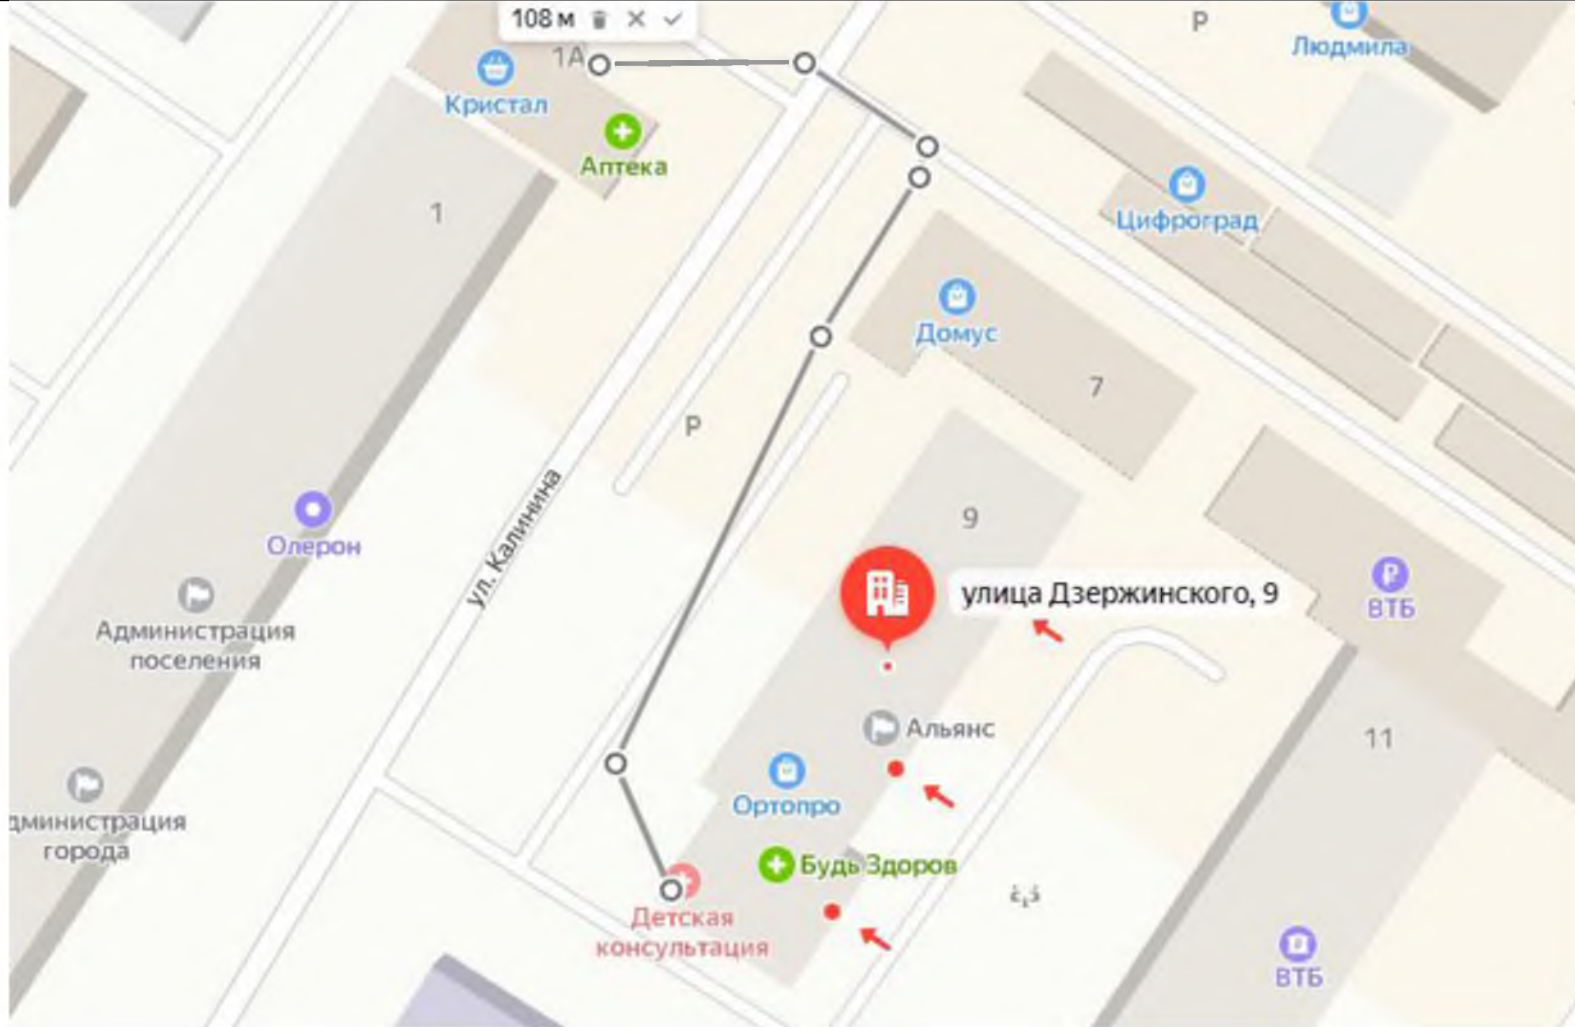 108 м
Р
Людмила
1А
Кристал
Аптека
1
Цифроград
Домус
7
Р
9
ул. Калинина
Олерон
улица Дзержинского, 9
ВТБ
Администрация
поселения
Альянс
11
Ортопро
дминистрация
города
Будь Здоров
Детская
консультация
ВТБ